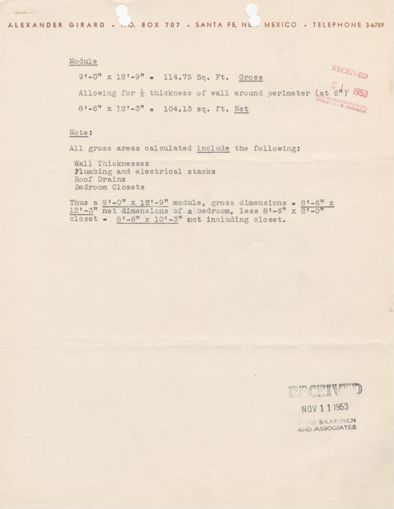 ALEXANDER GIRARD • P.O. BOX 707 • SANTA FE, NEW MEXICO • TELEPHONE 3-6759
Module
9'-0" X 12'-9" = 114.75 Sq. Ft. Gross
Allowing for ½ thickness of wall around perimeter (at 6")
8'-6" X 12'-3" = 104.13 sq. ft. Net
RECEIVED
1953
Note:
All gross areas calculated include the following:
Wall Thicknesses
Plumbing and electrical stacks
Roof Drains
Bedroom Closets
Thus a 9'-0" X 12'-9" module, gross dimensions = 8'-6" x
12'-3" net dimensions of a bedroom, less 8'-6" x 2'-0"
closet = 8'-6" X 10'-3" not including closet.
RECEIVED
NOV 11 1953
SAARINEN
AND ASSOCIATES